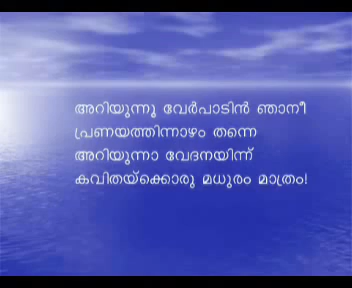 അറിയുന്നു വേർപാടിൻ ഞാനീ
പ്രണയത്തിന്നാഴം തന്നെ
അറിയുന്നാ വേദനയിന്ന്
കവിതയ്ക്കൊരു മധുരം മാത്രം!